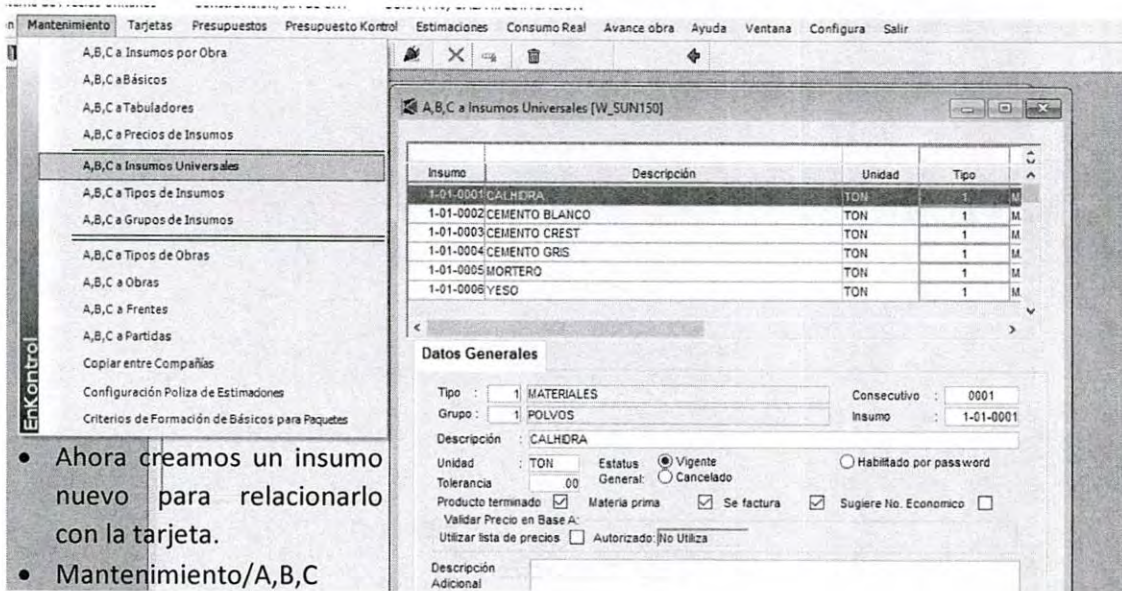 Mantenimiento Tarjetas Presupuestos Presupuesto Kontrol Estimaciones Consumo Real Avance obra Ayuda Ventana Configura Salir
A,B,C a Insumos por Obra
A,B,C aBásicos
A,B,C aTabuladores
A,B,C a Precios de Insumos
A,B,C a Insumos Universales
A,B,C a Tipos de Insumos
A,B,C a Grupos de Insumos
A,B,C a Tipos de Obras
A,B,C a Obras
A,B,C a Frentes
A,B,C a Partidas
Copiar entre Compañías
Configuración Poliza de Estimaciones
Criterios de Formación de Básicos para Paquetes
EnKontrol
A,B,C a Insumos Universales [W_SUN150]
Insumo Descripción Unidad Tipo
1-01-0001 CALHIDRA TON 1 M
1-01-0002 CEMENTO BLANCO TON 1 M
1-01-0003 CEMENTO CREST TON 1 M
1-01-0004 CEMENTO GRIS TON 1 M
1-01-0005 MORTERO TON 1 M
1-01-0006 YESO TON 1 M
Datos Generales
Tipo : 1 MATERIALES Consecutivo : 0001
Grupo : 1 POLVOS Insumo : 1-01-0001
Descripción : CALHIDRA
Unidad : TON Estatus Vigente Habilitado por password
Tolerancia .00 General: Cancelado
Producto terminado Materia prima Se factura Sugiere No. Economico
Validar Precio en Base A:
Utilizar lista de precios Autorizado: No Utiliza
Descripción
Adicional
• Ahora creamos un insumo
nuevo para relacionarlo
con la tarjeta.
• Mantenimiento/A,B,C